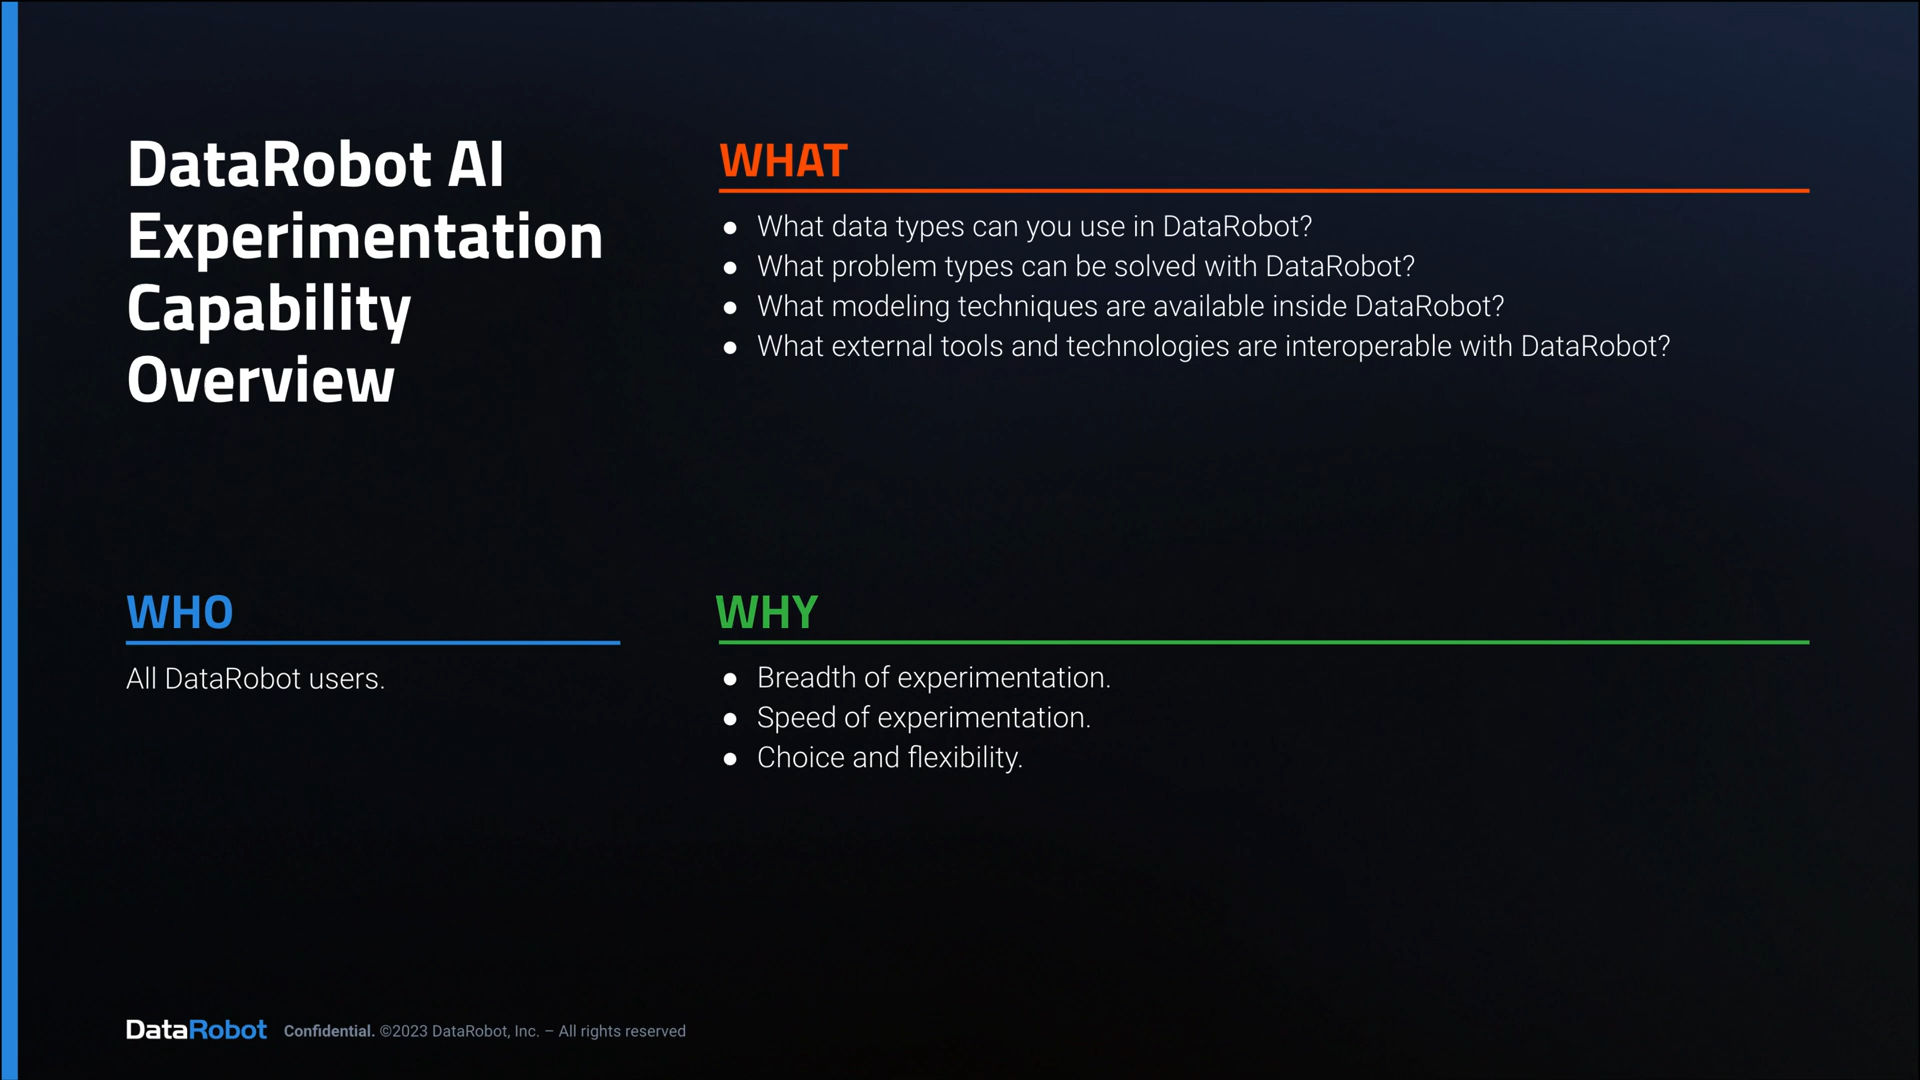 DataRobot AI
Experimentation
Capability
Overview
WHAT
● What data types can you use in DataRobot?
● What problem types can be solved with DataRobot?
● What modeling techniques are available inside DataRobot?
● What external tools and technologies are interoperable with DataRobot?
WHO
All DataRobot users.
WHY
● Breadth of experimentation.
● Speed of experimentation.
● Choice and flexibility.
DataRobot Confidential. ©2023 DataRobot, Inc. – All rights reserved